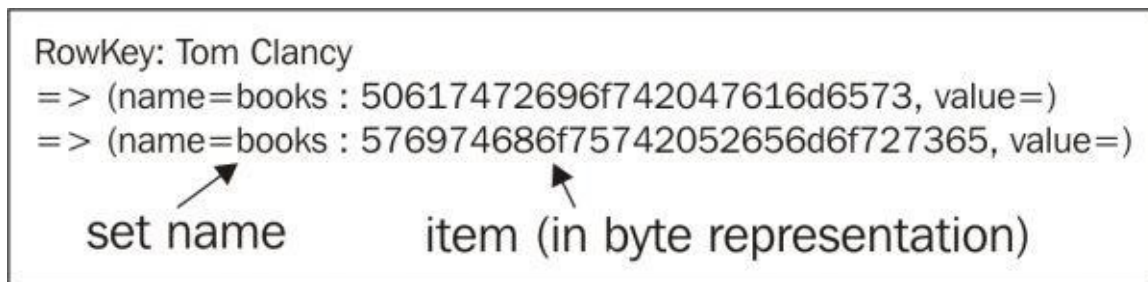 RowKey: Tom Clancy
=> (name=books : 50617472696f742047616d6573, value=)
=> (name=books : 576974686f75742052656d6f727365, value=)
set name item (in byte representation)